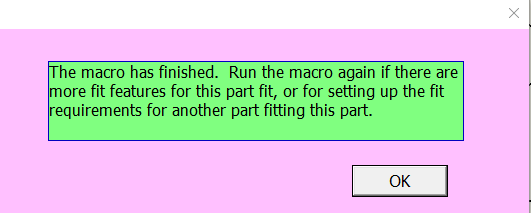 The macro has finished.  Run the macro again if there are
more fit features for this part fit, or for setting up the fit
requirements for another part fitting this part.
OK